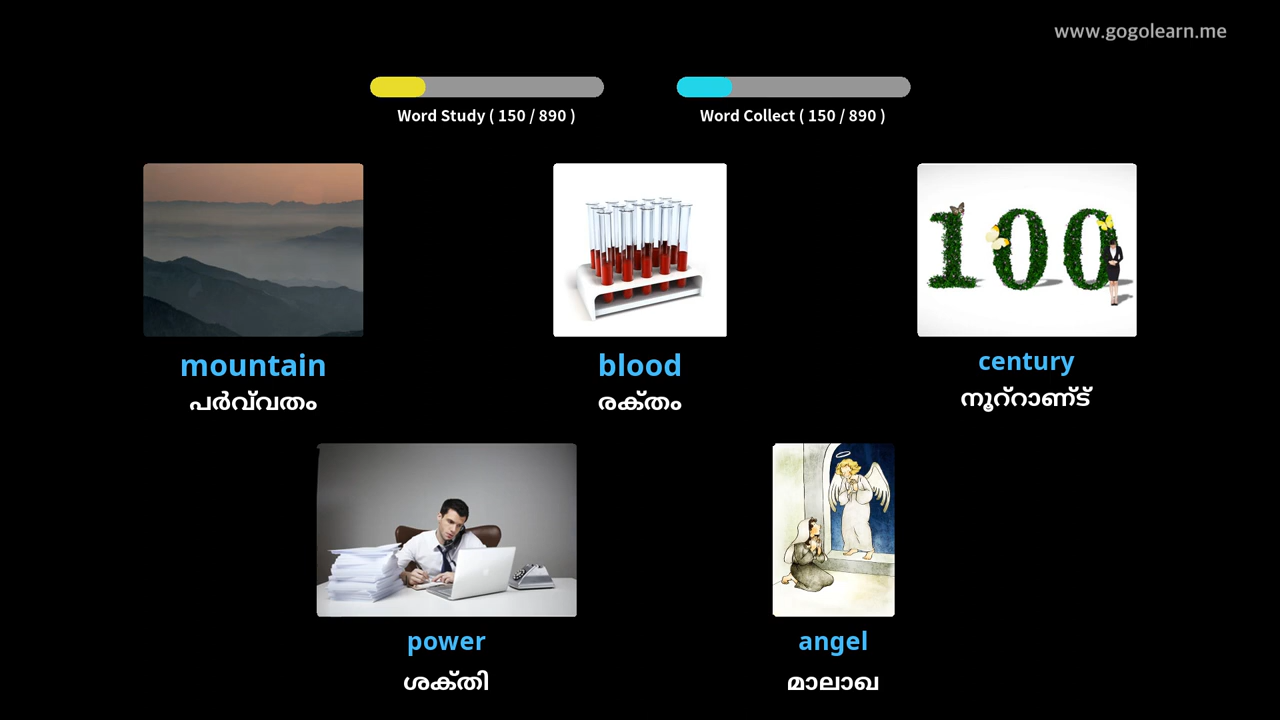 www.gogolearn.me
Word Study ( 150 / 890 )
Word Collect ( 150 / 890 )
mountain
പർവ്വതം
blood
രക്തം
century
നൂറ്റാണ്ട്
power
ശക്തി
angel
മാലാഖ